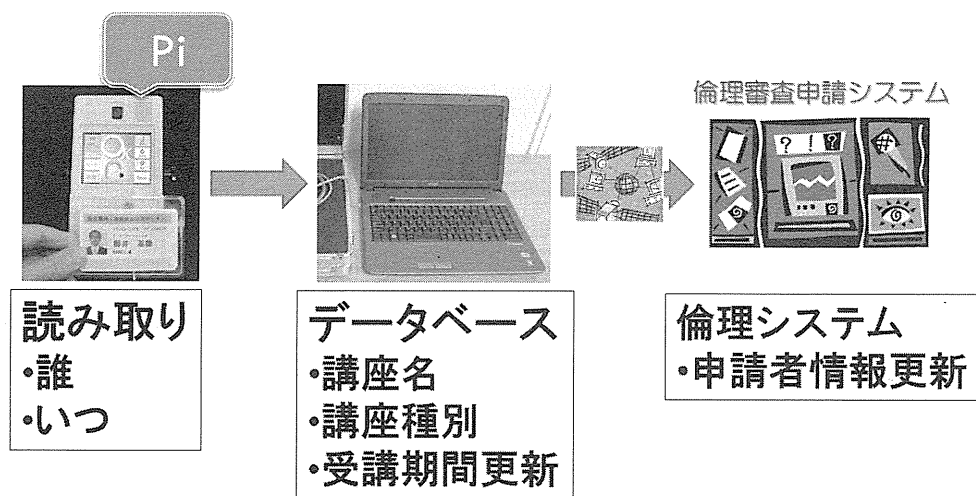 Pi
倫理審査申請システム
? ! ?
読み取り
・誰
・いつ
データベース
・講座名
・講座種別
・受講期間更新
倫理システム
・申請者情報更新